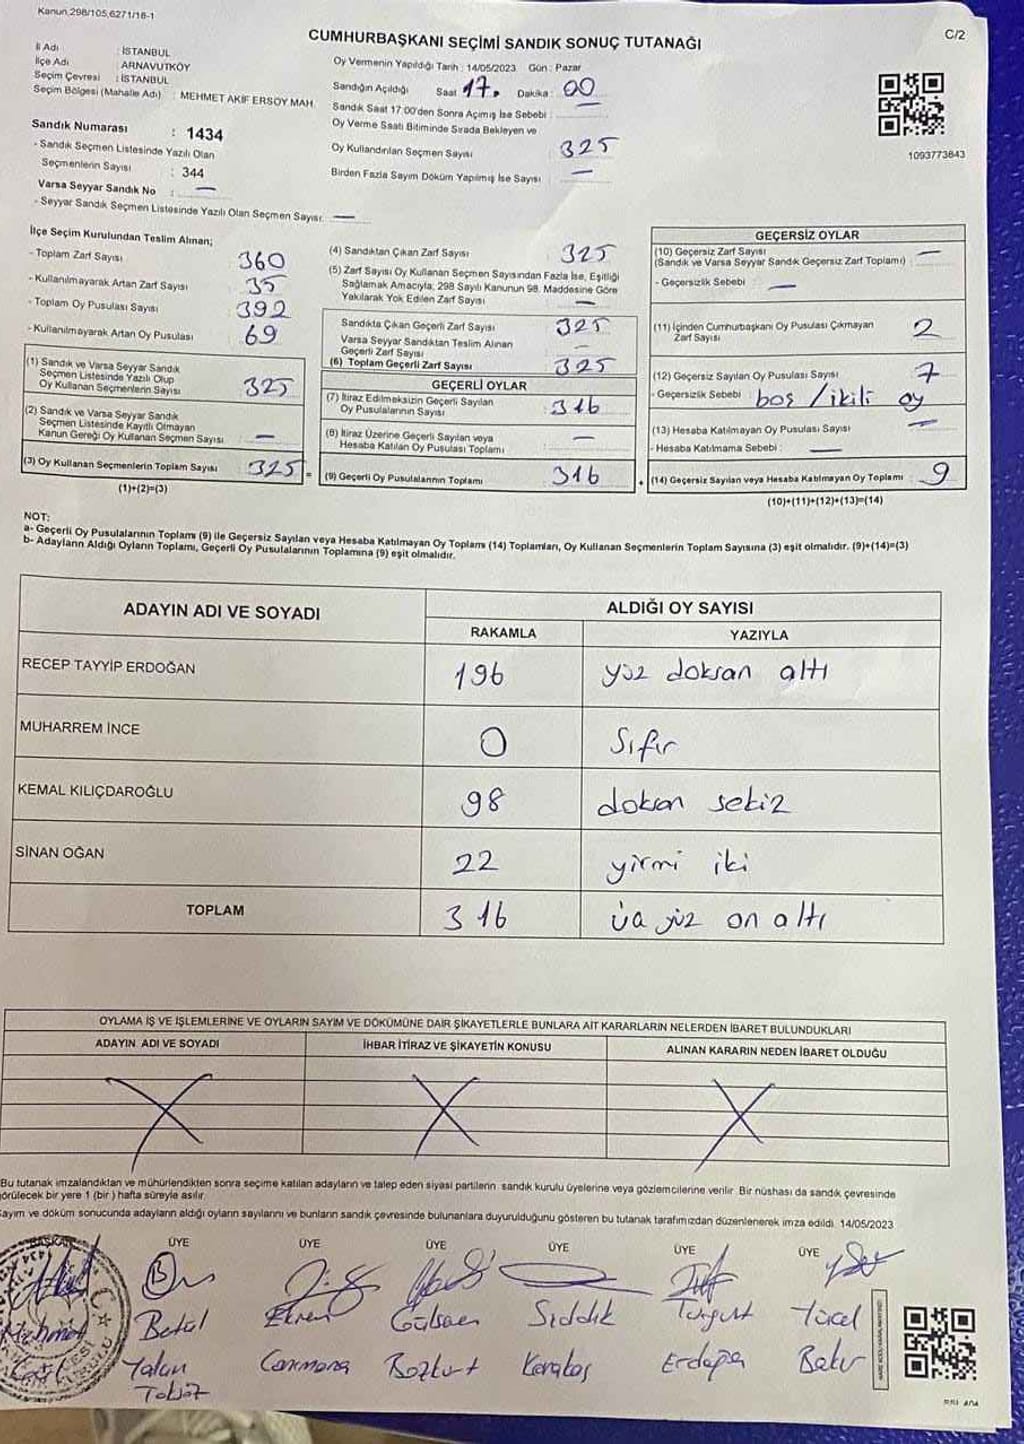 Kanun,298/105,6271/16-1
C/2
CUMHURBAŞKANI SEÇİMİ SANDIK SONUÇ TUTANAĞI
İl Adı : İSTANBUL
İlçe Adı : ARNAVUTKÖY
Seçim Çevresi : İSTANBUL
Seçim Bölgesi (Mahalle Adı) : MEHMET AKİF ERSOY MAH.
Sandık Numarası : 1434
- Sandık Seçmen Listesinde Yazılı Olan
Seçmenlerin Sayısı : 344
Varsa Seyyar Sandık No : —
- Seyyar Sandık Seçmen Listesinde Yazılı Olan Seçmen Sayısı: —
Oy Vermenin Yapıldığı Tarih : 14/05/2023 Gün : Pazar
Sandığın Açıldığı Saat 17. Dakika : 00
Sandık Saat 17:00'den Sonra Açımış İse Sebebi : —
Oy Verme Saati Bitiminde Sırada Bekleyen ve
Oy Kullandırılan Seçmen Sayısı 325
Birden Fazla Sayım Döküm Yapılmış İse Sayısı : —
1093773643
İlçe Seçim Kurulundan Teslim Alınan;
- Toplam Zarf Sayısı 360
- Kullanılmayarak Artan Zarf Sayısı 35
- Toplam Oy Pusulası Sayısı 392
- Kullanılmayarak Artan Oy Pusulası 69
(1) Sandık ve Varsa Seyyar Sandık
Seçmen Listesinde Yazılı Olup
Oy Kullanan Seçmenlerin Sayısı 325
(2) Sandık ve Varsa Seyyar Sandık
Seçmen Listesinde Kayıtlı Olmayan
Kanun Gereği Oy Kullanan Seçmen Sayısı —
(3) Oy Kullanan Seçmenlerin Toplam Sayısı 325 =
(1)+(2)=(3)
(4) Sandıktan Çıkan Zarf Sayısı 325
(5) Zarf Sayısı Oy Kullanan Seçmen Sayısından Fazla İse, Eşitliği
Sağlamak Amacıyla; 298 Sayılı Kanunun 98. Maddesine Göre
Yakılarak Yok Edilen Zarf Sayısı —
Sandıkta Çıkan Geçerli Zarf Sayısı 325
Varsa Seyyar Sandıktan Teslim Alınan
Geçerli Zarf Sayısı —
(6) Toplam Geçerli Zarf Sayısı 325
GEÇERLİ OYLAR
(7) İtiraz Edilmeksizin Geçerli Sayılan
Oy Pusulalarının Sayısı 316
(8) İtiraz Üzerine Geçerli Sayılan veya
Hesaba Katılan Oy Pusulası Toplamı —
(9) Geçerli Oy Pusulalarının Toplamı 316 +
GEÇERSİZ OYLAR
(10) Geçersiz Zarf Sayısı —
(Sandık ve Varsa Seyyar Sandık Geçersiz Zarf Toplamı)
- Geçersizlik Sebebi : —
(11) İçinden Cumhurbaşkanı Oy Pusulası Çıkmayan
Zarf Sayısı 2
(12) Geçersiz Sayılan Oy Pusulası Sayısı 7
- Geçersizlik Sebebi : boş / ikili oy
(13) Hesaba Katılmayan Oy Pusulası Sayısı —
- Hesaba Katılmama Sebebi : —
(14) Geçersiz Sayılan veya Hesaba Katılmayan Oy Toplamı : 9
(10)+(11)+(12)+(13)=(14)
NOT:
a- Geçerli Oy Pusulalarının Toplamı (9) ile Geçersiz Sayılan veya Hesaba Katılmayan Oy Toplamı (14) Toplamları, Oy Kullanan Seçmenlerin Toplam Sayısına (3) eşit olmalıdır. (9)+(14)=(3)
b- Adayların Aldığı Oyların Toplamı, Geçerli Oy Pusulalarının Toplamına (9) eşit olmalıdır.
ADAYIN ADI VE SOYADI ALDIĞI OY SAYISI
RAKAMLA YAZIYLA
RECEP TAYYİP ERDOĞAN 196 yüz doksan altı
MUHARREM İNCE 0 Sıfır
KEMAL KILIÇDAROĞLU 98 doksan sekiz
SİNAN OĞAN 22 yirmi iki
TOPLAM 316 üç yüz on altı
OYLAMA İŞ VE İŞLEMLERİNE VE OYLARIN SAYIM VE DÖKÜMÜNE DAİR ŞİKAYETLERLE BUNLARA AİT KARARLARIN NELERDEN İBARET BULUNDUKLARI
ADAYIN ADI VE SOYADI İHBAR İTİRAZ VE ŞİKAYETİN KONUSU ALINAN KARARIN NEDEN İBARET OLDUĞU
Bu tutanak imzalandıktan ve mühürlendikten sonra seçime katılan adayların ve talep eden siyasi partilerin sandık kurulu üyelerine veya gözlemcilerine verilir. Bir nüshası da sandık çevresinde
görülecek bir yere 1 (bir) hafta süreyle asılır.
Sayım ve döküm sonucunda adayların aldığı oyların sayılarını ve bunların sandık çevresinde bulunanlara duyurulduğunu gösteren bu tutanak tarafımızdan düzenlenerek imza edildi. 14/05/2023
BAŞKAN ÜYE ÜYE ÜYE ÜYE ÜYE ÜYE
Mehmet Betül Ekrem Gülseren Sıddık Turgut Yücel
Yalçın Bozkurt Karakaş Bakır